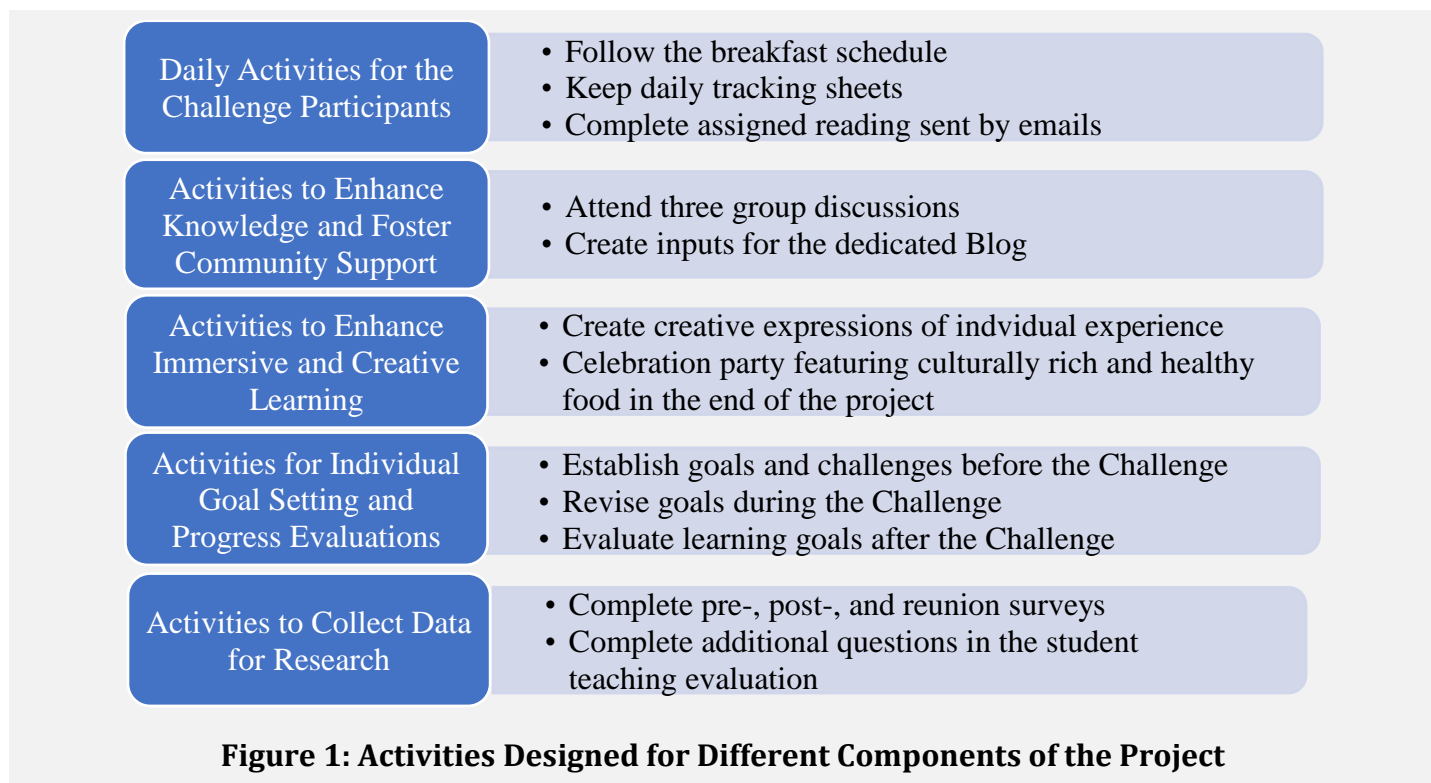 Daily Activities for the
Challenge Participants
• Follow the breakfast schedule
• Keep daily tracking sheets
• Complete assigned reading sent by emails
Activities to Enhance
Knowledge and Foster
Community Support
• Attend three group discussions
• Create inputs for the dedicated Blog
Activities to Enhance
Immersive and Creative
Learning
• Create creative expressions of indvidual experience
• Celebration party featuring culturally rich and healthy
food in the end of the project
Activities for Individual
Goal Setting and
Progress Evaluations
• Establish goals and challenges before the Challenge
• Revise goals during the Challenge
• Evaluate learning goals after the Challenge
Activities to Collect Data
for Research
• Complete pre-, post-, and reunion surveys
• Complete additional questions in the student
teaching evaluation
Figure 1: Activities Designed for Different Components of the Project